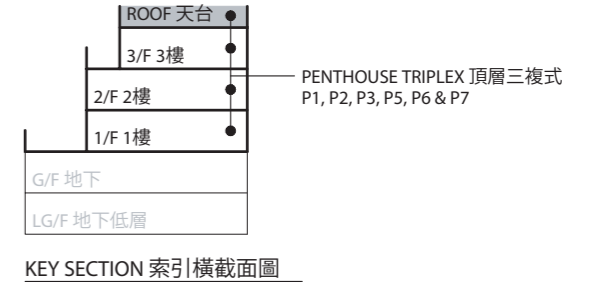 ROOF 天台
3/F 3樓
PENTHOUSE TRIPLEX 頂層三複式
P1, P2, P3, P5, P6 & P7
2/F 2樓
1/F 1樓
G/F 地下
LG/F 地下低層
KEY SECTION 索引橫截面圖